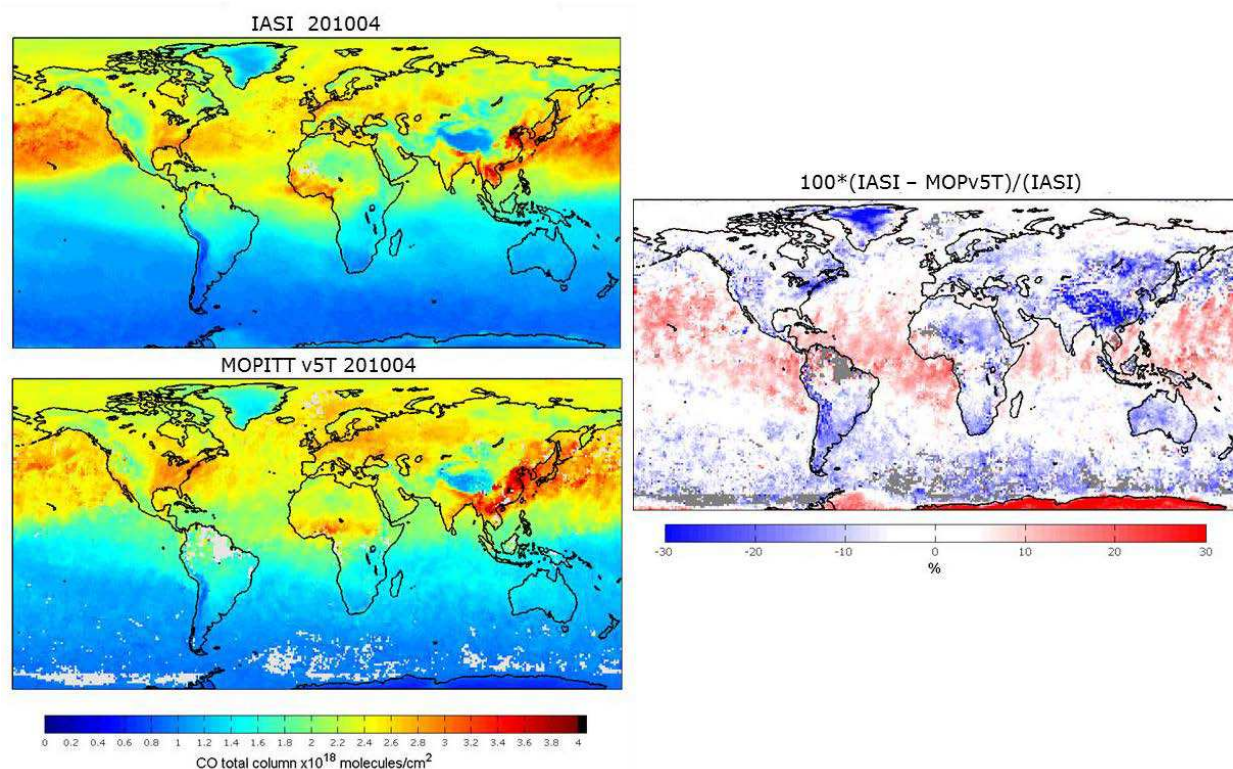 IASI 201004
MOPITT v5T 201004
0 0.2 0.4 0.6 0.8 1 1.2 1.4 1.6 1.8 2 2.2 2.4 2.6 2.8 3 3.2 3.4 3.6 3.8 4
CO total column x10¹⁸ molecules/cm²
100*(IASI – MOPv5T)/(IASI)
-30 -20 -10 0 10 20 30
%